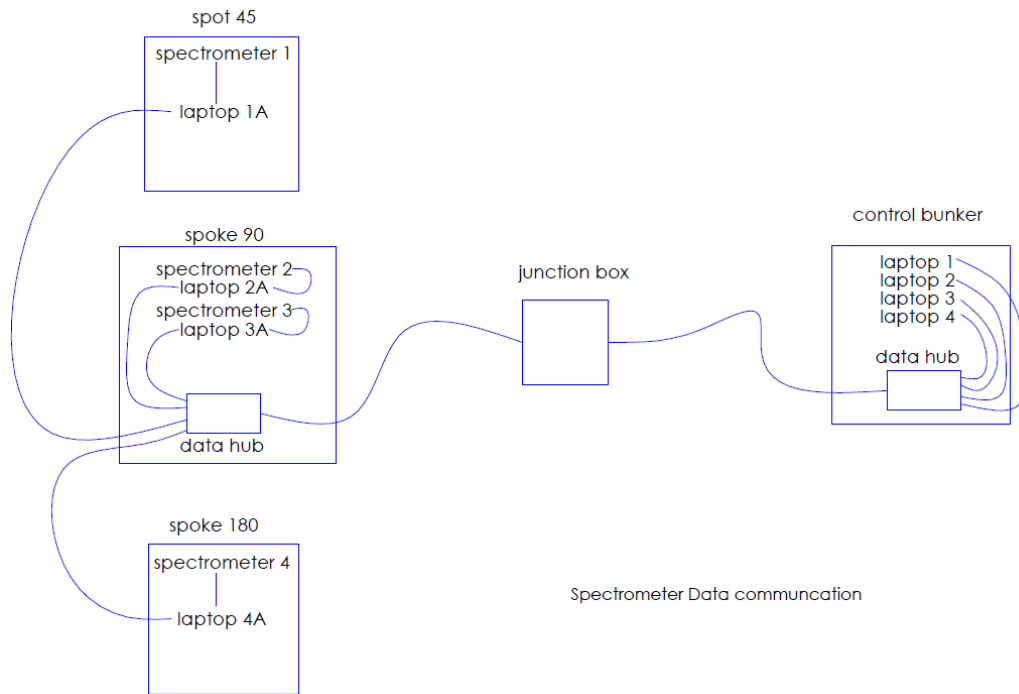 spot 45
spectrometer 1
laptop 1A
spoke 90
spectrometer 2
laptop 2A
spectrometer 3
laptop 3A
data hub
spoke 180
spectrometer 4
laptop 4A
junction box
control bunker
laptop 1
laptop 2
laptop 3
laptop 4
data hub
Spectrometer Data communcation